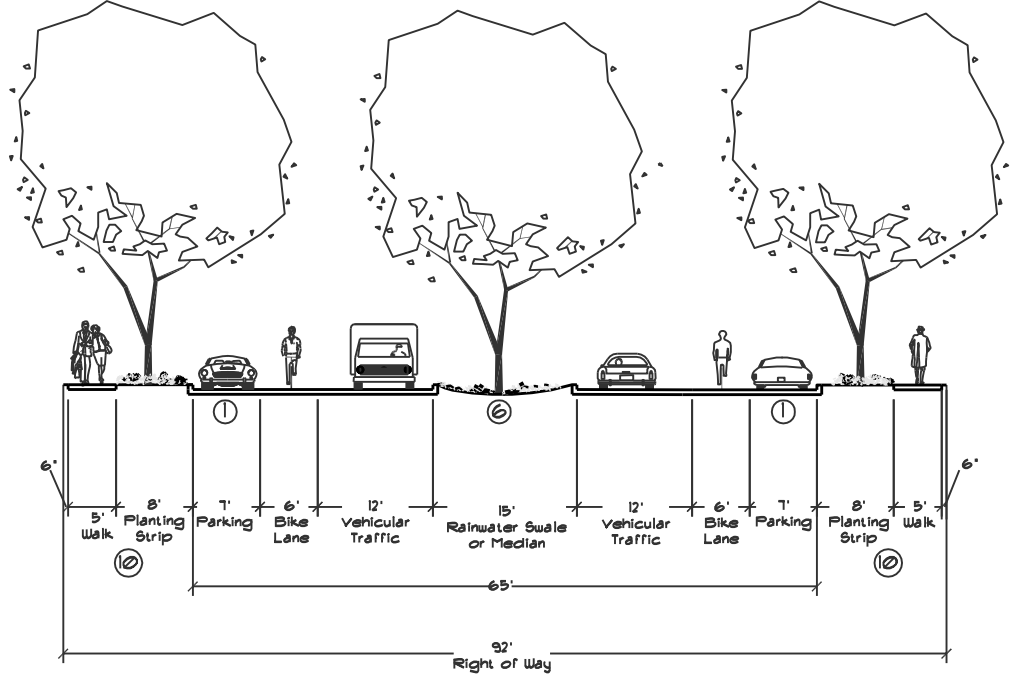 1
6
1
6"
6"
8'
7'
6'
12'
15'
12'
6'
7'
8'
5'
Walk
Planting
Strip
Parking
Bike
Lane
Vehicular
Traffic
Rainwater Swale
or Median
Vehicular
Traffic
Bike
Lane
Parking
Planting
Strip
5'
Walk
10
10
65'
92'
Right of Way